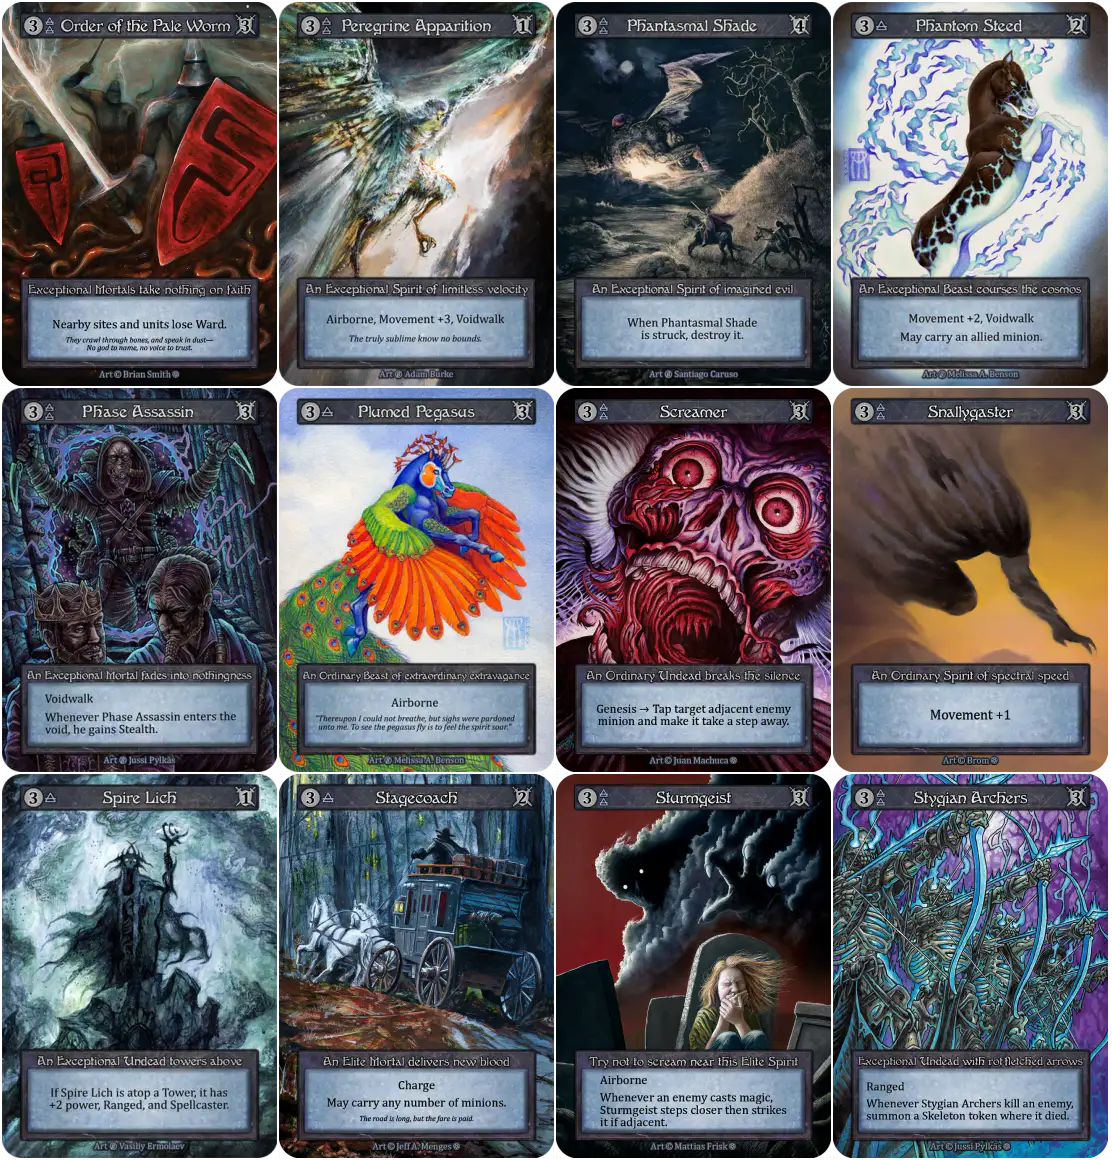 3 Order of the Pale Worm 3
Exceptional Mortals take nothing on faith
Nearby sites and units lose Ward.
They crawl through bones, and speak in dust—
No god to name, no voice to trust.
Art © Brian Smith
3 Peregrine Apparition 1
An Exceptional Spirit of limitless velocity
Airborne, Movement +3, Voidwalk
The truly sublime know no bounds.
Art Adam Burke
3 Phantasmal Shade 4
An Exceptional Spirit of imagined evil
When Phantasmal Shade
is struck, destroy it.
Art Santiago Caruso
3 Phantom Steed 2
An Exceptional Beast courses the cosmos
Movement +2, Voidwalk
May carry an allied minion.
Art Melissa A. Benson
3 Phase Assassin 3
An Exceptional Mortal fades into nothingness
Voidwalk
Whenever Phase Assassin enters the
void, he gains Stealth.
Art Jussi Pylkäs
3 Plumed Pegasus 3
An Ordinary Beast of extraordinary extravagance
Airborne
"Thereupon I could not breathe, but sighs were pardoned
unto me. To see the pegasus fly is to feel the spirit soar."
Art Melissa A. Benson
3 Screamer 3
An Ordinary Undead breaks the silence
Genesis → Tap target adjacent enemy
minion and make it take a step away.
Art © Juan Machuca
3 Snallygaster 3
An Ordinary Spirit of spectral speed
Movement +1
Art © Brom
3 Spire Lich 1
An Exceptional Undead towers above
If Spire Lich is atop a Tower, it has
+2 power, Ranged, and Spellcaster.
Art Vasiliy Ermolaev
3 Stagecoach 2
An Elite Mortal delivers new blood
Charge
May carry any number of minions.
The road is long, but the fare is paid.
Art © Jeff A. Menges
3 Sturmgeist 3
Try not to scream near this Elite Spirit
Airborne
Whenever an enemy casts magic,
Sturmgeist steps closer then strikes
it if adjacent.
Art © Mattias Frisk
3 Stygian Archers 3
Exceptional Undead with rot fletched arrows
Ranged
Whenever Stygian Archers kill an enemy,
summon a Skeleton token where it died.
Art © Jussi Pylkäs